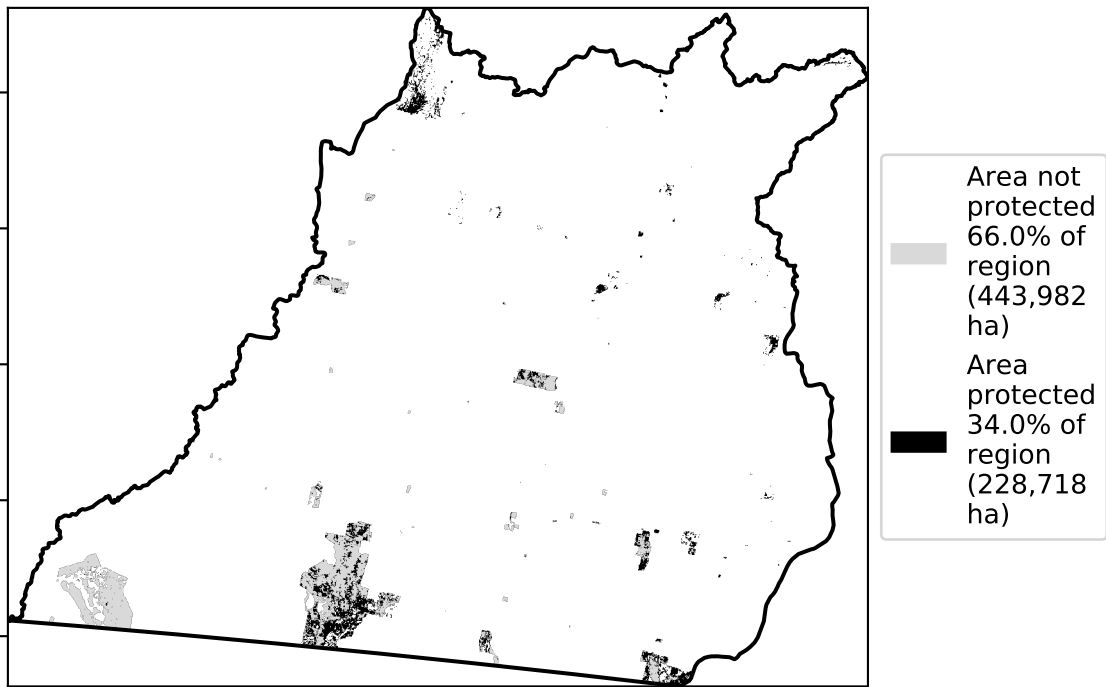 Area not
protected
66.0% of
region
(443,982
ha)
Area
protected
34.0% of
region
(228,718
ha)